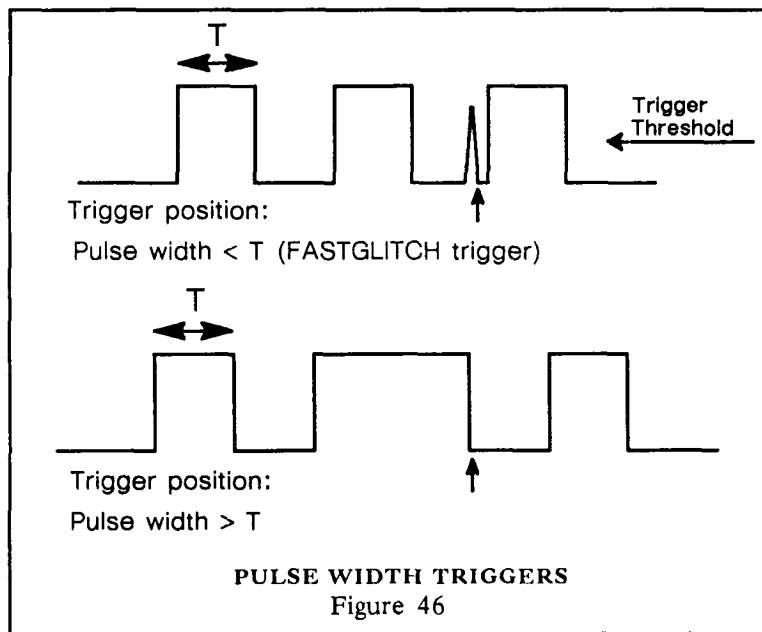 T
Trigger
Threshold
Trigger position:
Pulse width < T (FASTGLITCH trigger)
T
Trigger position:
Pulse width > T
PULSE WIDTH TRIGGERS
Figure 46